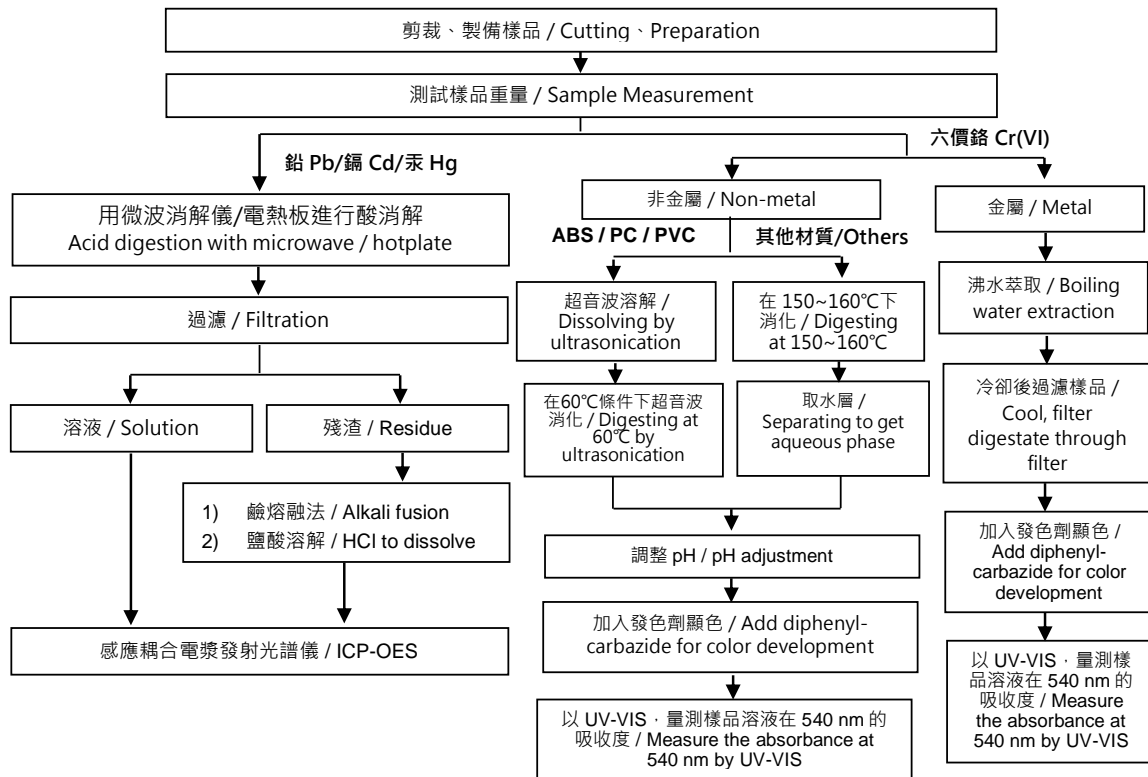 剪裁、製備樣品 / Cutting、Preparation
測試樣品重量 / Sample Measurement
鉛 Pb/鎘 Cd/汞 Hg
用微波消解儀/電熱板進行酸消解
Acid digestion with microwave / hotplate
過濾 / Filtration
溶液 / Solution
殘渣 / Residue
1) 鹼熔融法 / Alkali fusion
2) 鹽酸溶解 / HCl to dissolve
感應耦合電漿發射光譜儀 / ICP-OES
六價鉻 Cr(VI)
非金屬 / Non-metal
ABS / PC / PVC
超音波溶解 /
Dissolving by
ultrasonication
在60℃條件下超音波
消化 / Digesting at
60℃ by
ultrasonication
其他材質/Others
在 150~160℃下
消化 / Digesting
at 150~160℃
取水層 /
Separating to get
aqueous phase
調整 pH / pH adjustment
加入發色劑顯色 / Add diphenyl-
carbazide for color development
以 UV-VIS，量測樣品溶液在 540 nm 的
吸收度 / Measure the absorbance at
540 nm by UV-VIS
金屬 / Metal
沸水萃取 / Boiling
water extraction
冷卻後過濾樣品 /
Cool, filter
digestate through
filter
加入發色劑顯色 /
Add diphenyl-
carbazide for color
development
以 UV-VIS，量測樣
品溶液在 540 nm 的
吸收度 / Measure
the absorbance at
540 nm by UV-VIS